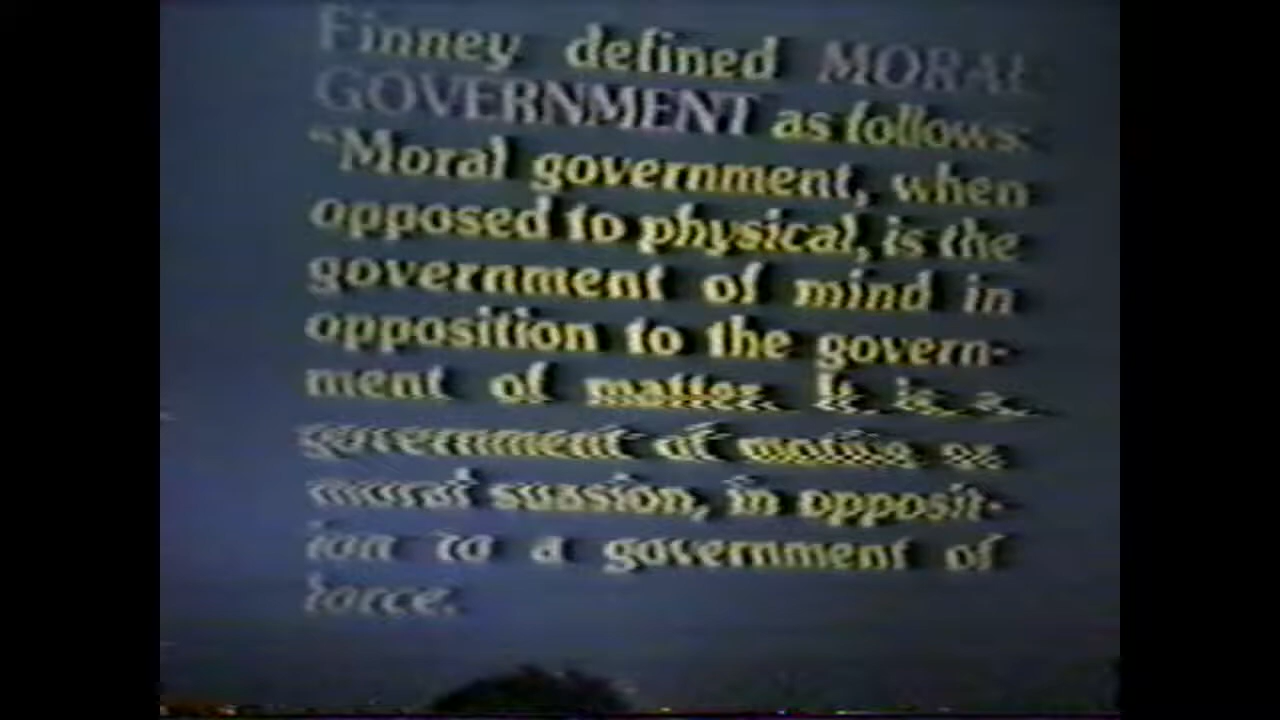 Finney defined MORAL
GOVERNMENT as follows:
"Moral government, when
opposed to physical, is the
government of mind in
opposition to the govern-
ment of matter. It is a
government of motive or
moral suasion, in opposit-
ion to a government of
force.